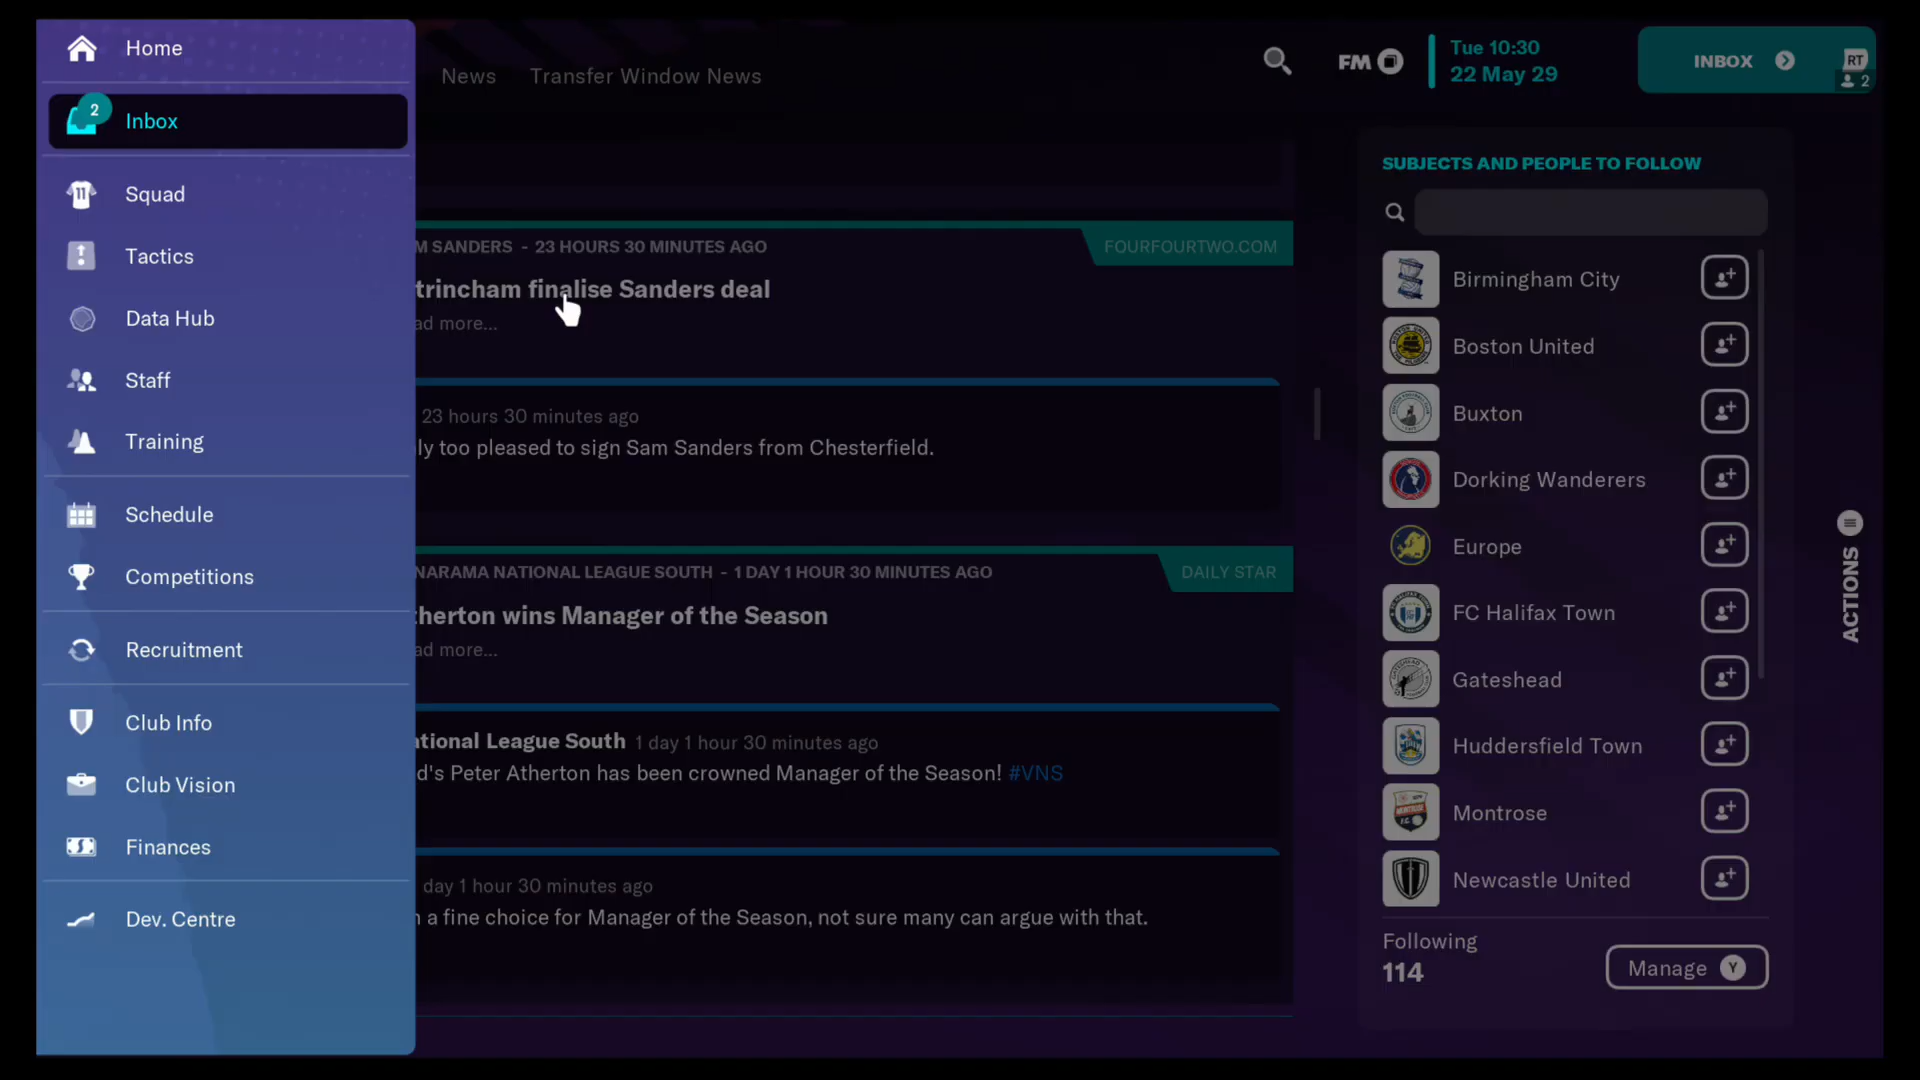 Home
2
Inbox
11
Squad
Tactics
Data Hub
Staff
Training
Schedule
Competitions
Recruitment
Club Info
Club Vision
Finances
Dev. Centre
News
Transfer Window News
FM
Tue 10:30
22 May 29
INBOX
RT
2
M SANDERS - 23 HOURS 30 MINUTES AGO
FOURFOURTWO.COM
trincham finalise Sanders deal
ad more...
23 hours 30 minutes ago
ly too pleased to sign Sam Sanders from Chesterfield.
NARAMA NATIONAL LEAGUE SOUTH - 1 DAY 1 HOUR 30 MINUTES AGO
DAILY STAR
therton wins Manager of the Season
ad more...
ational League South 1 day 1 hour 30 minutes ago
d's Peter Atherton has been crowned Manager of the Season! #VNS
day 1 hour 30 minutes ago
a fine choice for Manager of the Season, not sure many can argue with that.
SUBJECTS AND PEOPLE TO FOLLOW
Birmingham City
Boston United
Buxton
Dorking Wanderers
Europe
FC Halifax Town
Gateshead
Huddersfield Town
Montrose
Newcastle United
Following
114
Manage Y
ACTIONS